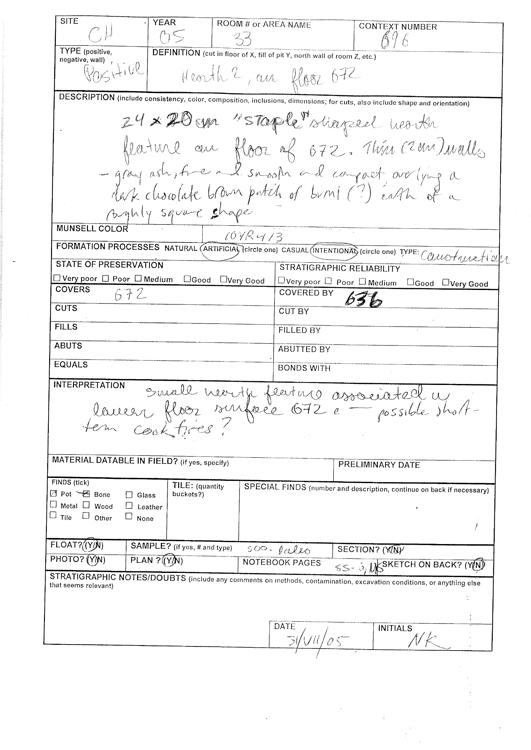 SITE CH YEAR 05 ROOM # or AREA NAME 33 CONTEXT NUMBER 696
TYPE (positive, negative, wall) Positive DEFINITION (cut in floor of X, fill of pit Y, north wall of room Z, etc.) Hearth?, on floor 672
DESCRIPTION (include consistency, color, composition, inclusions, dimensions; for cuts, also include shape and orientation)
24 x 20 cm "staple" shaped hearth
feature on floor of 672. Thin (2cm) walls
- gray ash, fine and smooth and compact overlying a
dark chocolate brown patch of burnt (?) earth of a
roughly square shape
MUNSELL COLOR 10YR 4/3
FORMATION PROCESSES NATURAL ARTIFICIAL (circle one) CASUAL INTENTIONAL (circle one) TYPE: Construction
STATE OF PRESERVATION STRATIGRAPHIC RELIABILITY
Very poor Poor Medium Good Very Good Very poor Poor Medium Good Very Good
COVERS 672 COVERED BY 636
CUTS CUT BY
FILLS FILLED BY
ABUTS ABUTTED BY
EQUALS BONDS WITH
INTERPRETATION small hearth feature associated w
lower floor surface 672 — possible short-
term cook fires?
MATERIAL DATABLE IN FIELD? (if yes, specify) PRELIMINARY DATE
FINDS (tick) TILE: (quantity buckets?) SPECIAL FINDS (number and description, continue on back if necessary)
Pot Bone Glass
Metal Wood Leather
Tile Other None
FLOAT? (Y/N) SAMPLE? (if yes, # and type) 500. Paleo SECTION? (Y/N)
PHOTO? (Y/N) PLAN ? (Y/N) NOTEBOOK PAGES SS-3, SKETCH ON BACK? (Y/N)
STRATIGRAPHIC NOTES/DOUBTS (include any comments on methods, contamination, excavation conditions, or anything else
that seems relevant)
DATE 31/VII/05 INITIALS NK